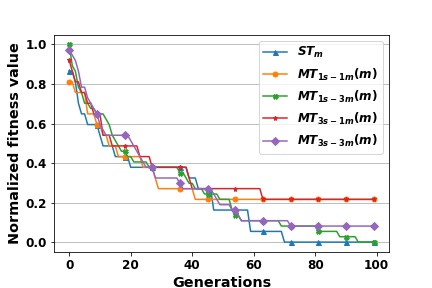 Normalized fitness value
1.0
0.8
0.6
0.4
0.2
0.0
0 20 40 60 80 100
Generations
STm
MT1s−1m(m)
MT1s−3m(m)
MT3s−1m(m)
MT3s−3m(m)